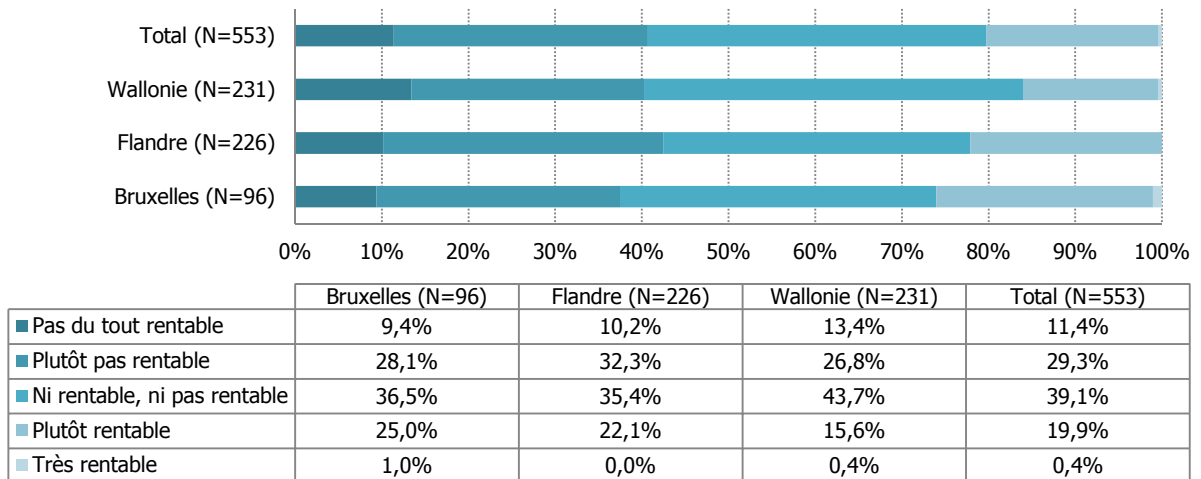 Total (N=553)
Wallonie (N=231)
Flandre (N=226)
Bruxelles (N=96)
0% 10% 20% 30% 40% 50% 60% 70% 80% 90% 100%
Bruxelles (N=96) Flandre (N=226) Wallonie (N=231) Total (N=553)
Pas du tout rentable 9,4% 10,2% 13,4% 11,4%
Plutôt pas rentable 28,1% 32,3% 26,8% 29,3%
Ni rentable, ni pas rentable 36,5% 35,4% 43,7% 39,1%
Plutôt rentable 25,0% 22,1% 15,6% 19,9%
Très rentable 1,0% 0,0% 0,4% 0,4%